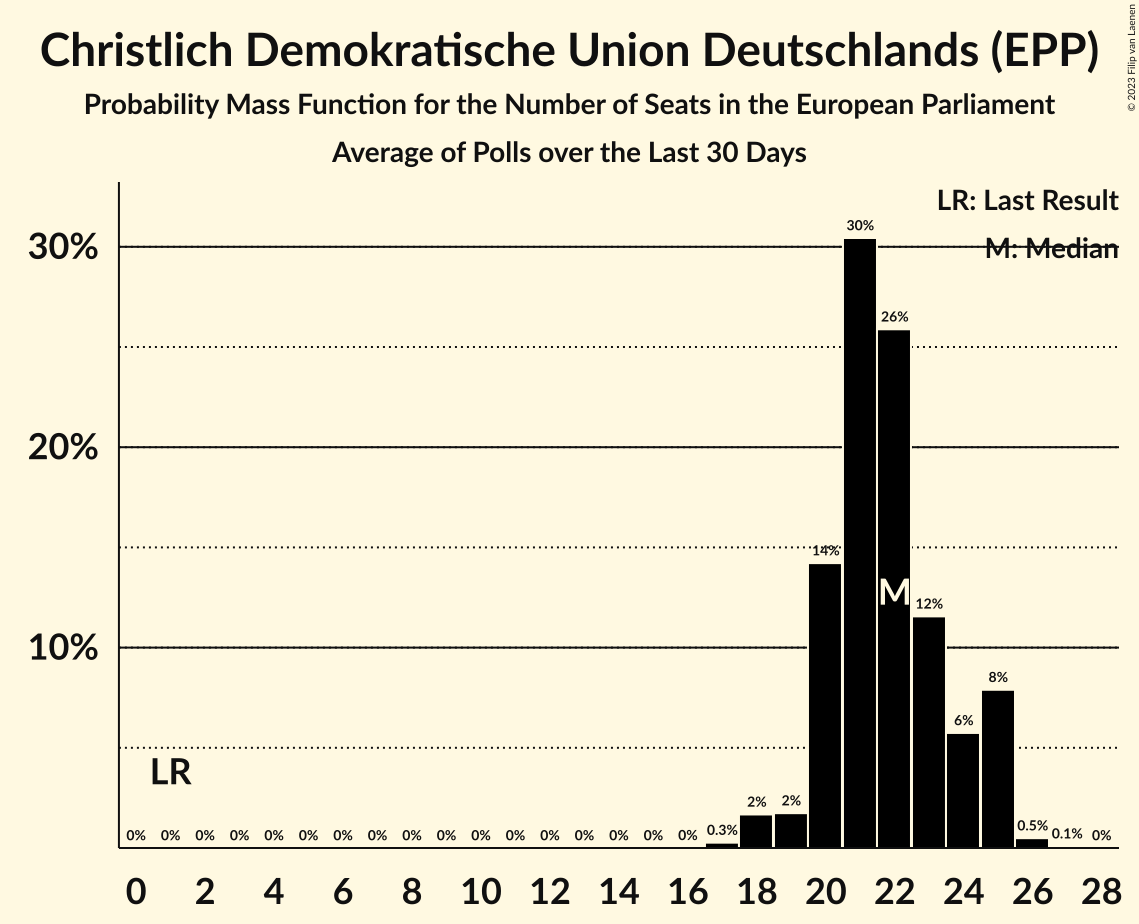 Christlich Demokratische Union Deutschlands (EPP)
Probability Mass Function for the Number of Seats in the European Parliament
Average of Polls over the Last 30 Days
© 2023 Filip van Laenen
LR: Last Result
M: Median
30%
20%
10%
30%
26%
14%
M
12%
8%
6%
LR
0% 0% 0% 0% 0% 0% 0% 0% 0% 0% 0% 0% 0% 0% 0% 0% 0% 0.3% 2% 2% 0.5% 0.1% 0%
0 2 4 6 8 10 12 14 16 18 20 22 24 26 28